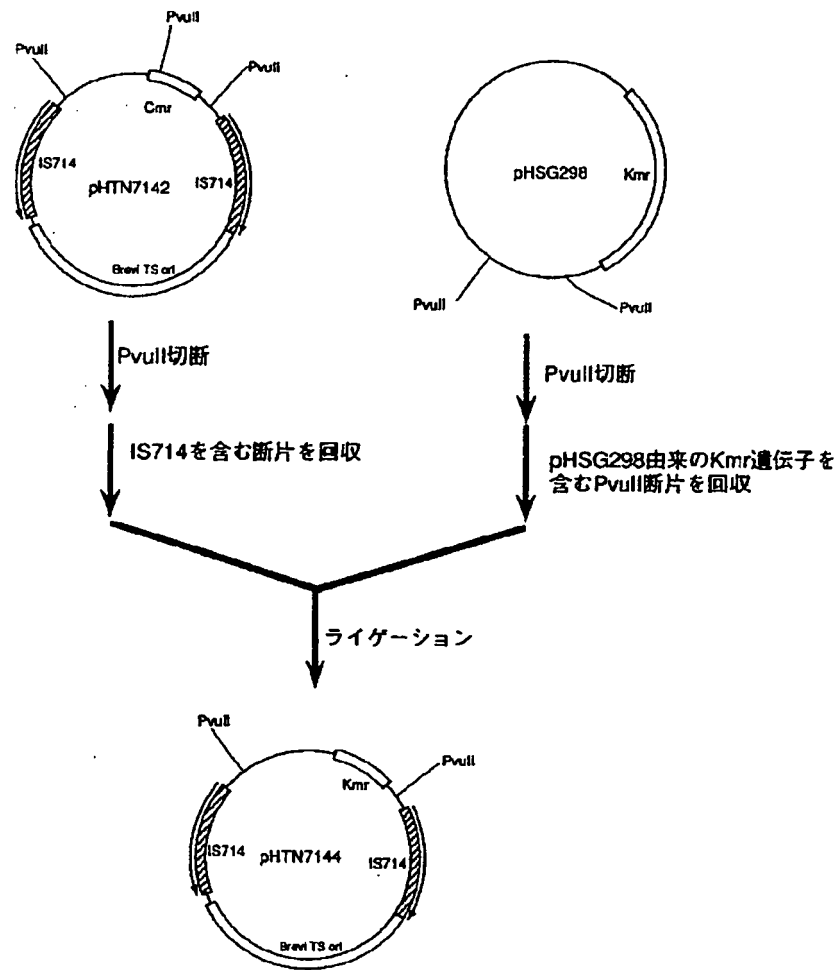 PvuII
PvuII
PvuII
Cmr
IS714
pHTN7142
IS714
Brevi TS ori
pHSG298
Kmr
PvuII
PvuII
PvuII切断
PvuII切断
IS714を含む断片を回収
pHSG298由来のKmr遺伝子を
含むPvuII断片を回収
ライゲーション
PvuII
PvuII
Kmr
IS714
pHTN7144
IS714
Brevi TS ori